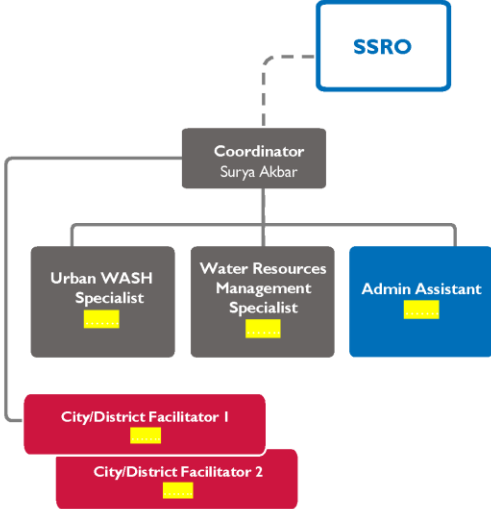 SSRO
Coordinator
Surya Akbar
Urban WASH
Specialist
........
Water Resources
Management
Specialist
........
Admin Assistant
........
City/District Facilitator 1
.......
City/District Facilitator 2
.......